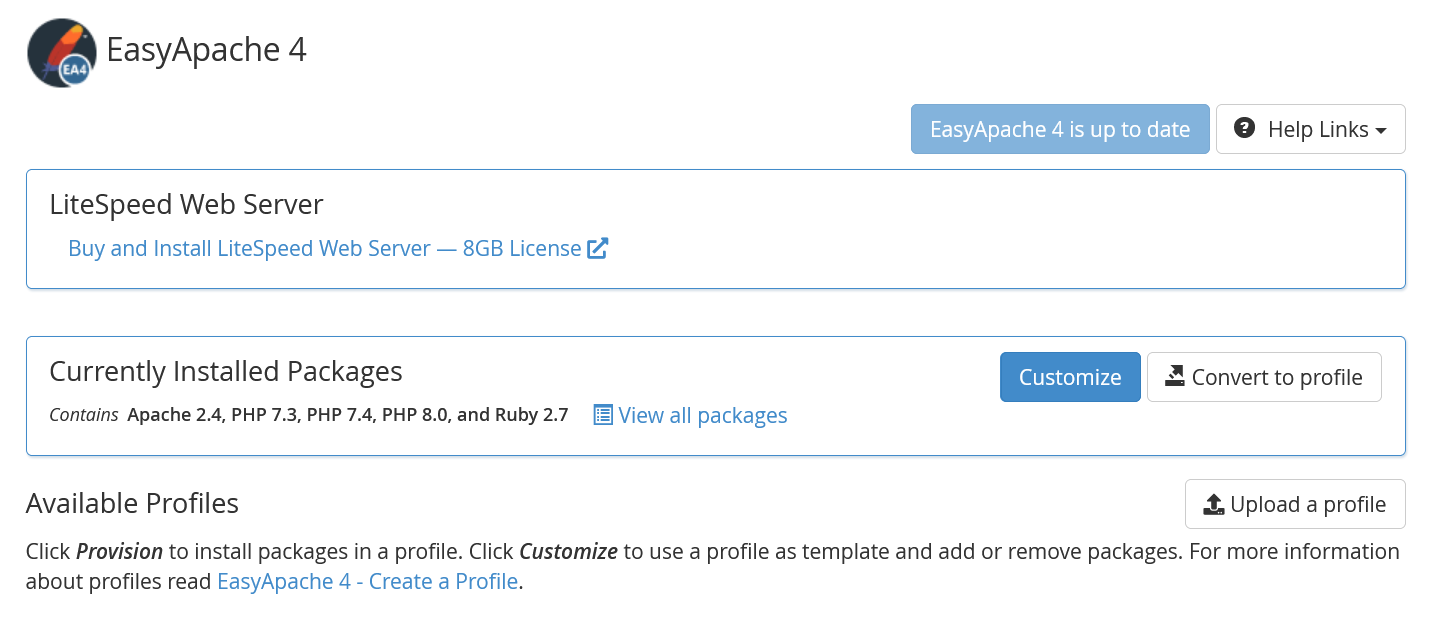 EA4
EasyApache 4
EasyApache 4 is up to date
Help Links
LiteSpeed Web Server
Buy and Install LiteSpeed Web Server — 8GB License
Currently Installed Packages
Customize
Convert to profile
Contains Apache 2.4, PHP 7.3, PHP 7.4, PHP 8.0, and Ruby 2.7
View all packages
Available Profiles
Upload a profile
Click Provision to install packages in a profile. Click Customize to use a profile as template and add or remove packages. For more information
about profiles read EasyApache 4 - Create a Profile.